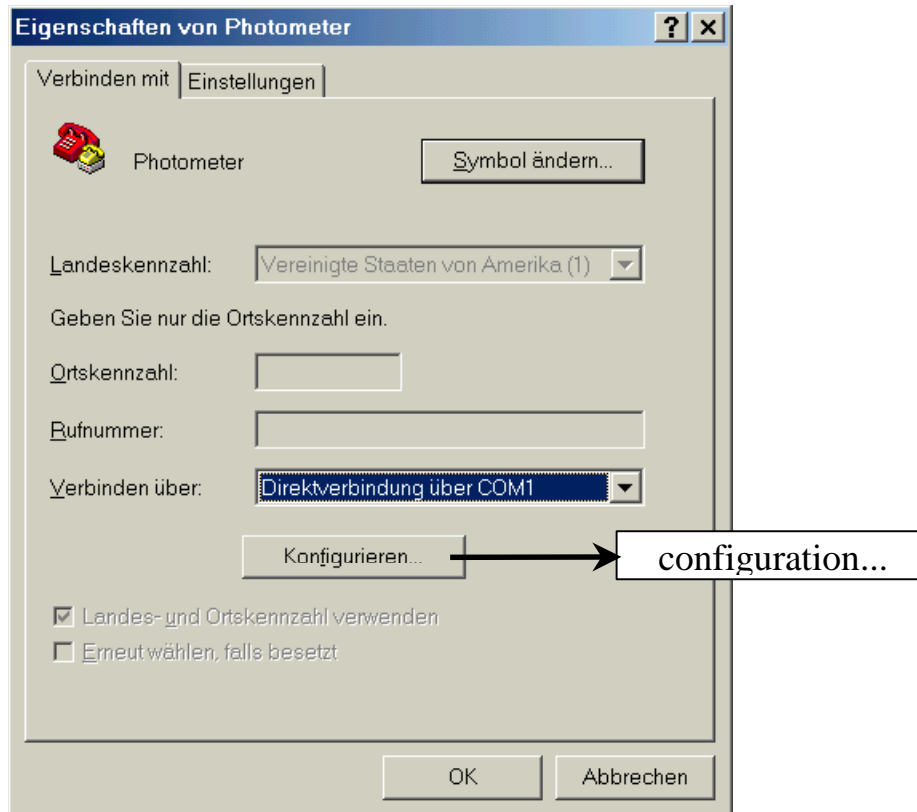 Eigenschaften von Photometer
Verbinden mit Einstellungen
Photometer Symbol ändern...
Landeskennzahl: Vereinigte Staaten von Amerika (1)
Geben Sie nur die Ortskennzahl ein.
Ortskennzahl:
Rufnummer:
Verbinden über: Direktverbindung über COM1
Konfigurieren... configuration...
Landes- und Ortskennzahl verwenden
Erneut wählen, falls besetzt
OK Abbrechen